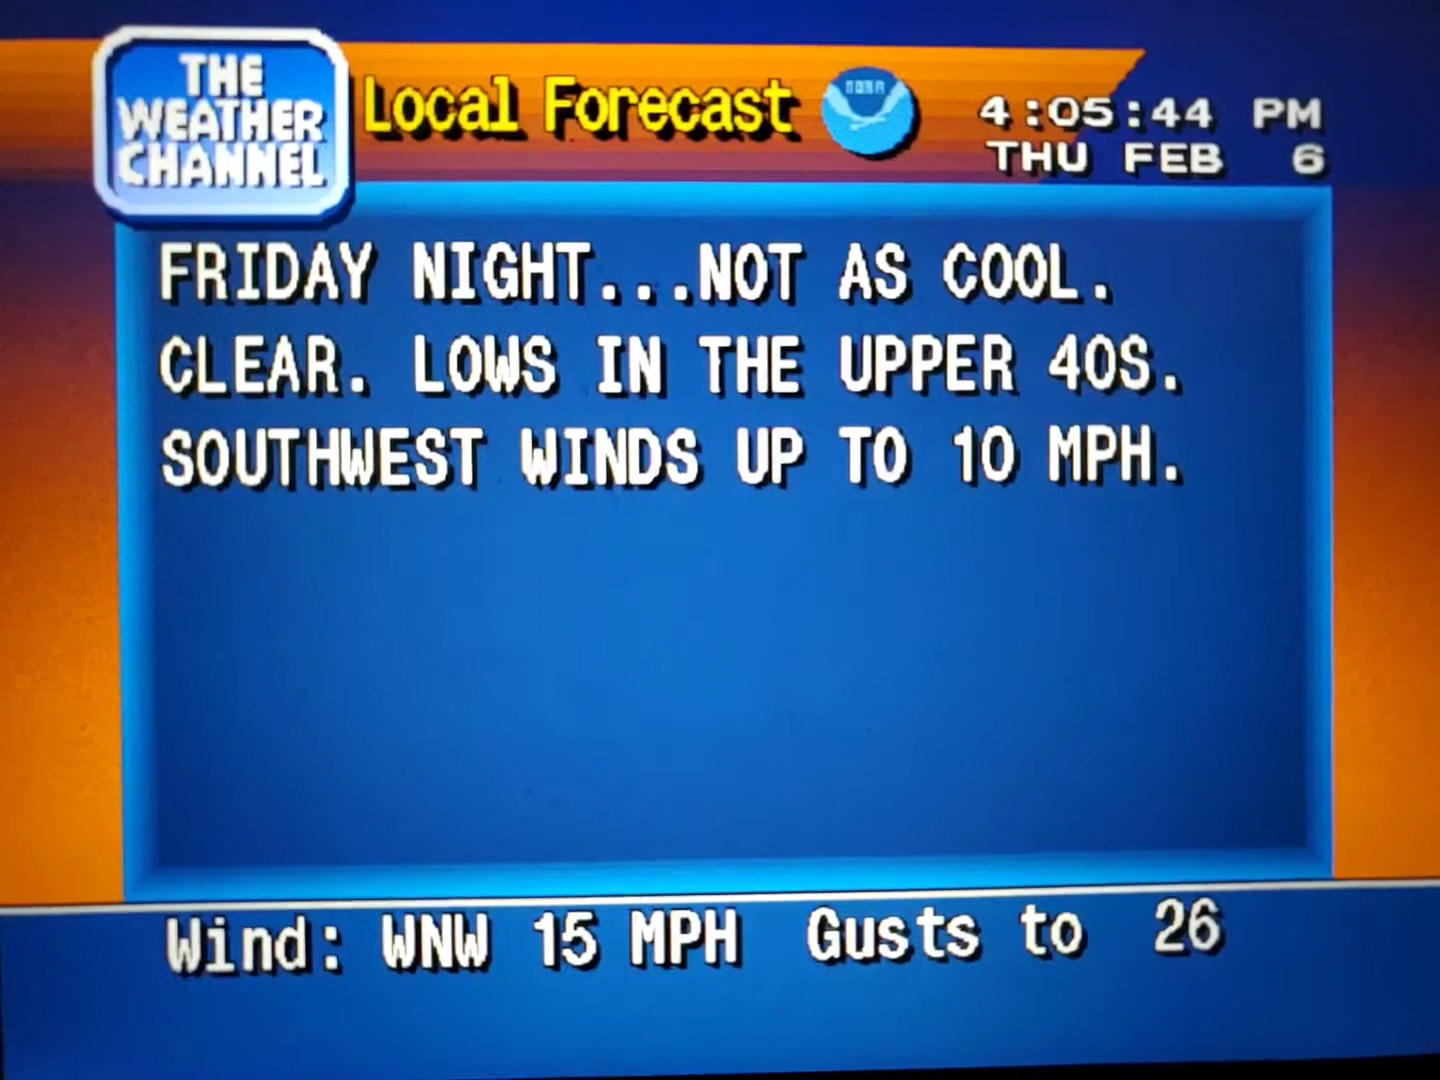 THE
WEATHER
CHANNEL
Local Forecast
NOAA
4:05:44 PM
THU FEB 6
FRIDAY NIGHT...NOT AS COOL.
CLEAR. LOWS IN THE UPPER 40S.
SOUTHWEST WINDS UP TO 10 MPH.
Wind: WNW 15 MPH Gusts to 26